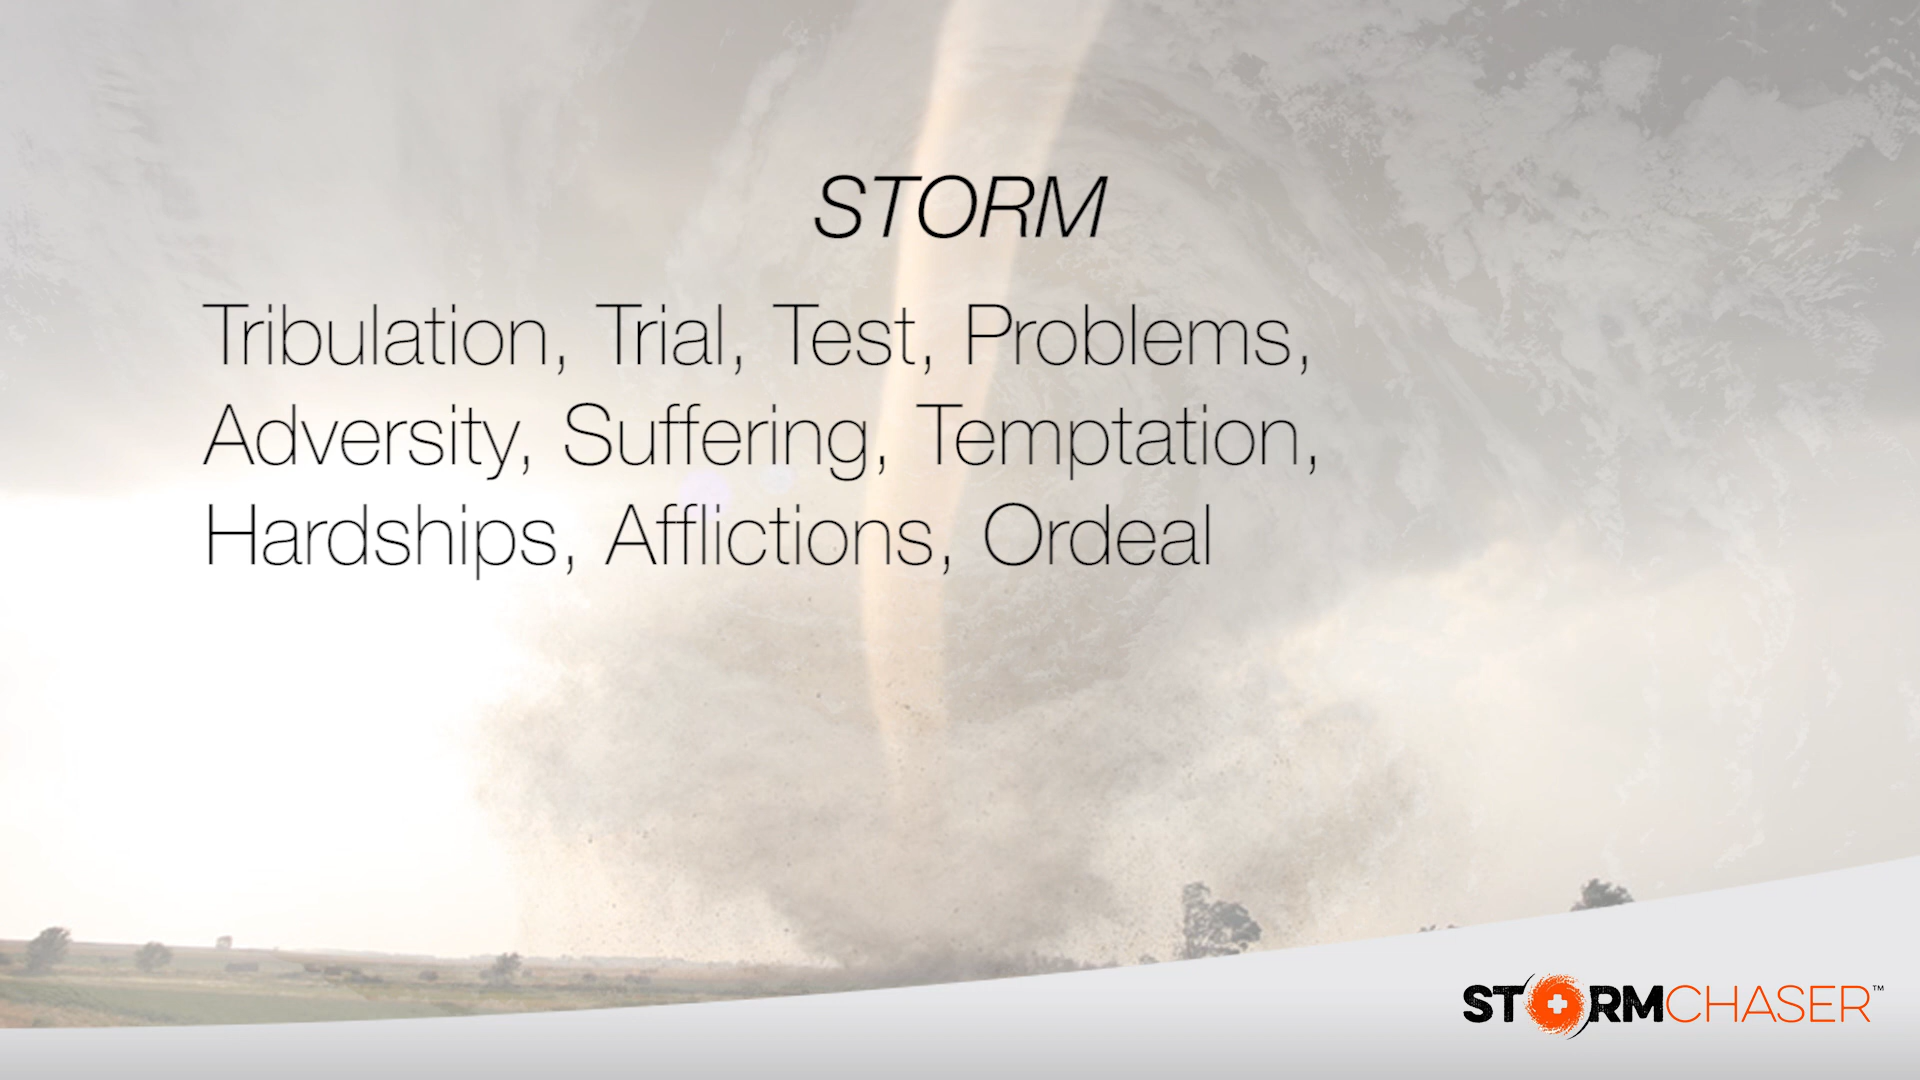 STORM
Tribulation, Trial, Test, Problems,
Adversity, Suffering, Temptation,
Hardships, Afflictions, Ordeal
STORMCHASER™